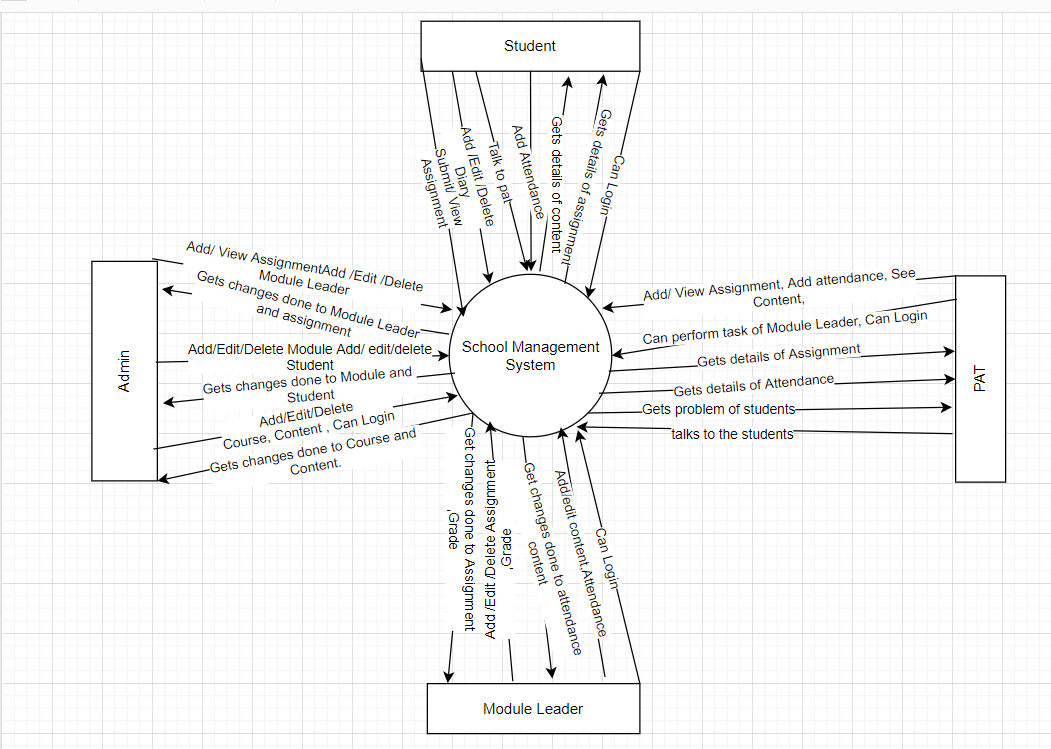 Student
Submit/ View
Assignment
Add /Edit /Delete
Diary
Talk to pat
Add Attendance
Gets details of content
Gets details of assignment
Can Login
Add/ View AssignmentAdd /Edit /Delete
Module Leader
Gets changes done to Module Leader
and assignment
Add/Edit/Delete Module Add/ edit/delete
Student
Gets changes done to Module and
Student
Add/Edit/Delete
Course, Content , Can Login
Gets changes done to Course and
Content.
Admin
School Management
System
Add/ View Assignment, Add attendance, See
Content,
Can perform task of Module Leader, Can Login
Gets details of Assignment
Gets details of Attendance
Gets problem of students
talks to the students
PAT
Get changes done to Assignment
,Grade
Add /Edit /Delete Assignment
,Grade
Get changes done to attendance
content
Add/edit content,Attendance
Can Login
Module Leader